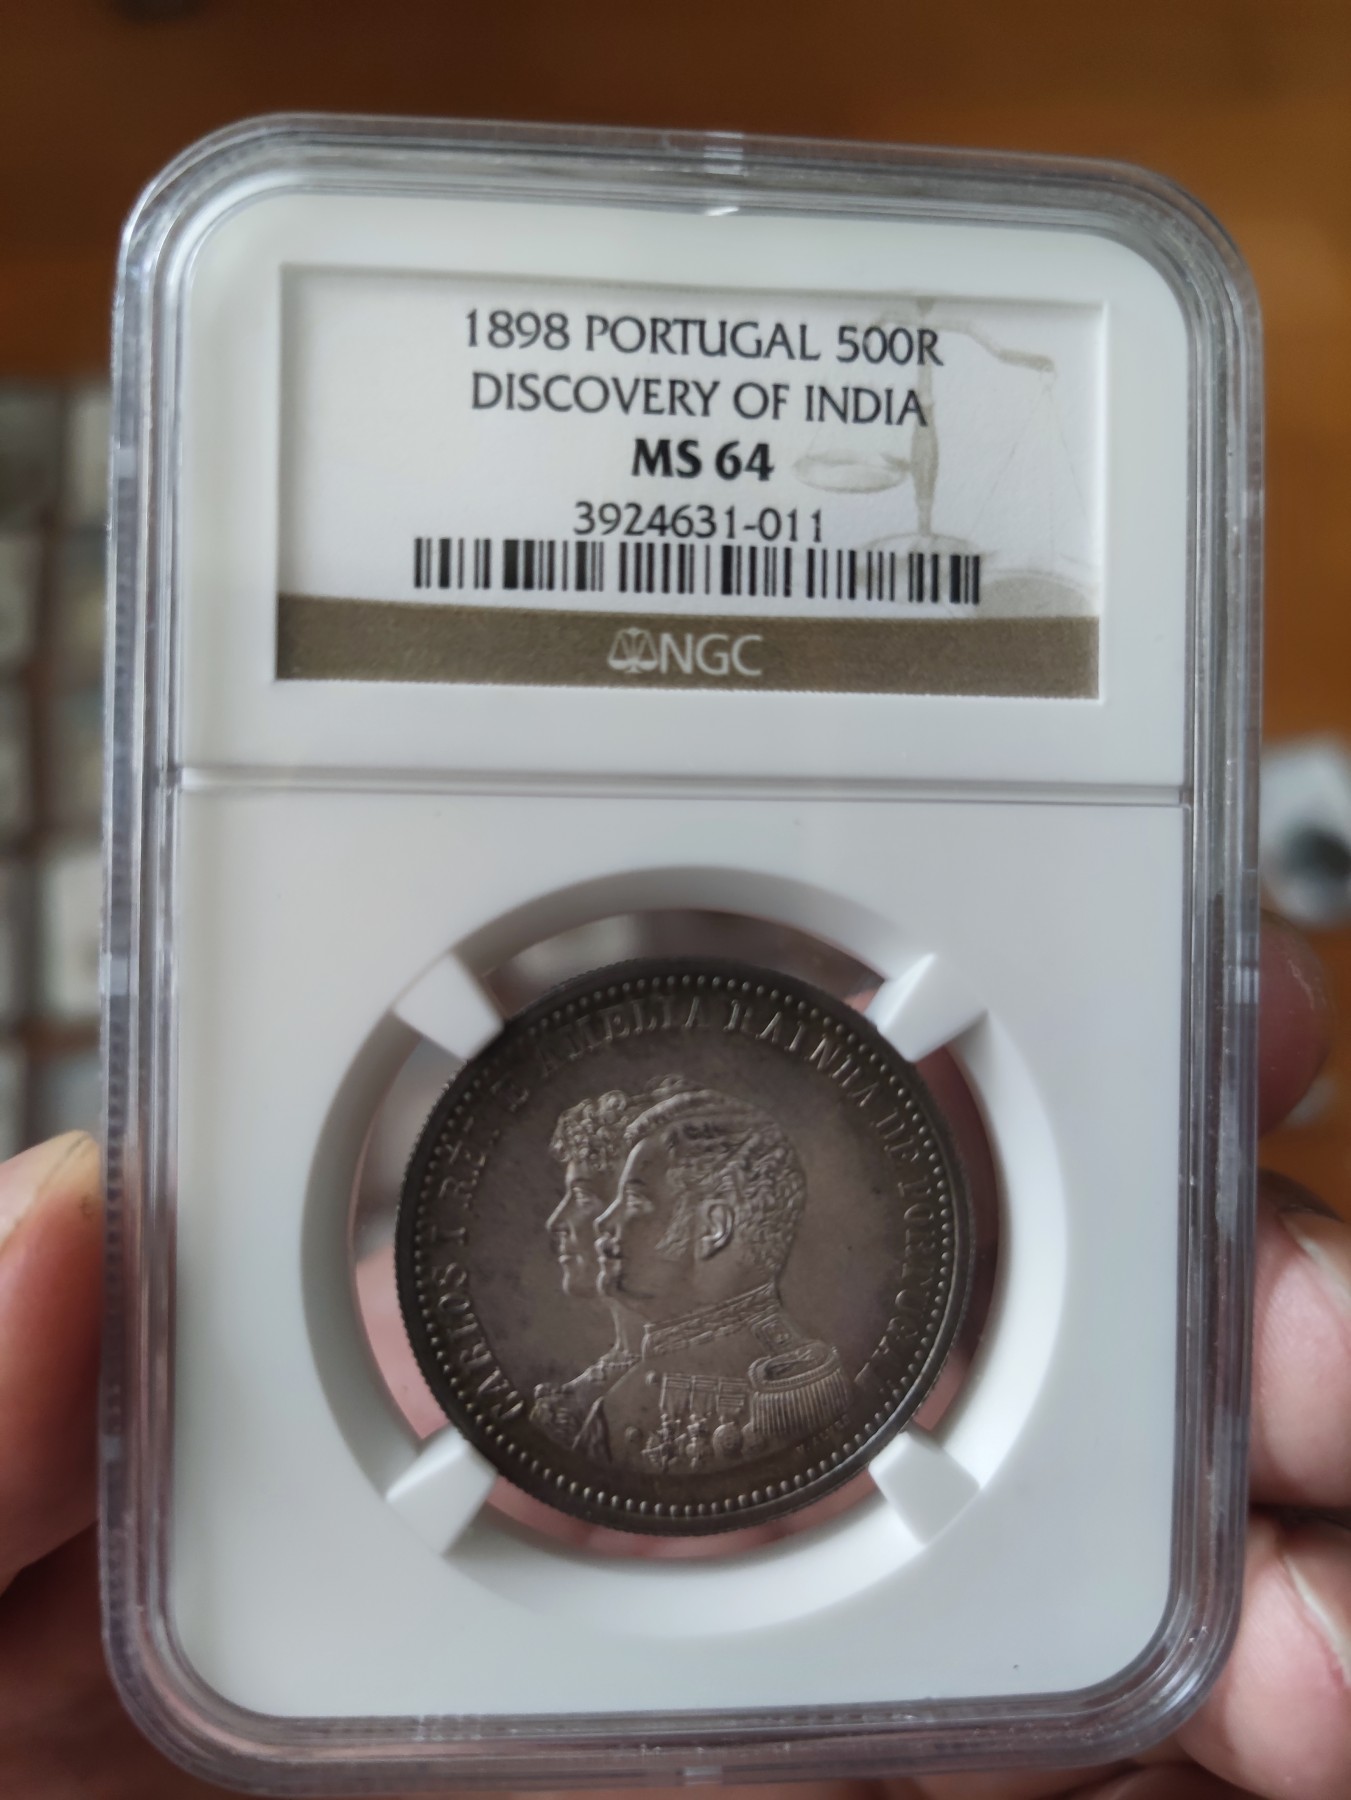 1898 PORTUGAL 500R
DISCOVERY OF INDIA
MS 64
3924631-011
NGC
CARLOS I REI E AMELIA RAINHA DE PORTUGAL